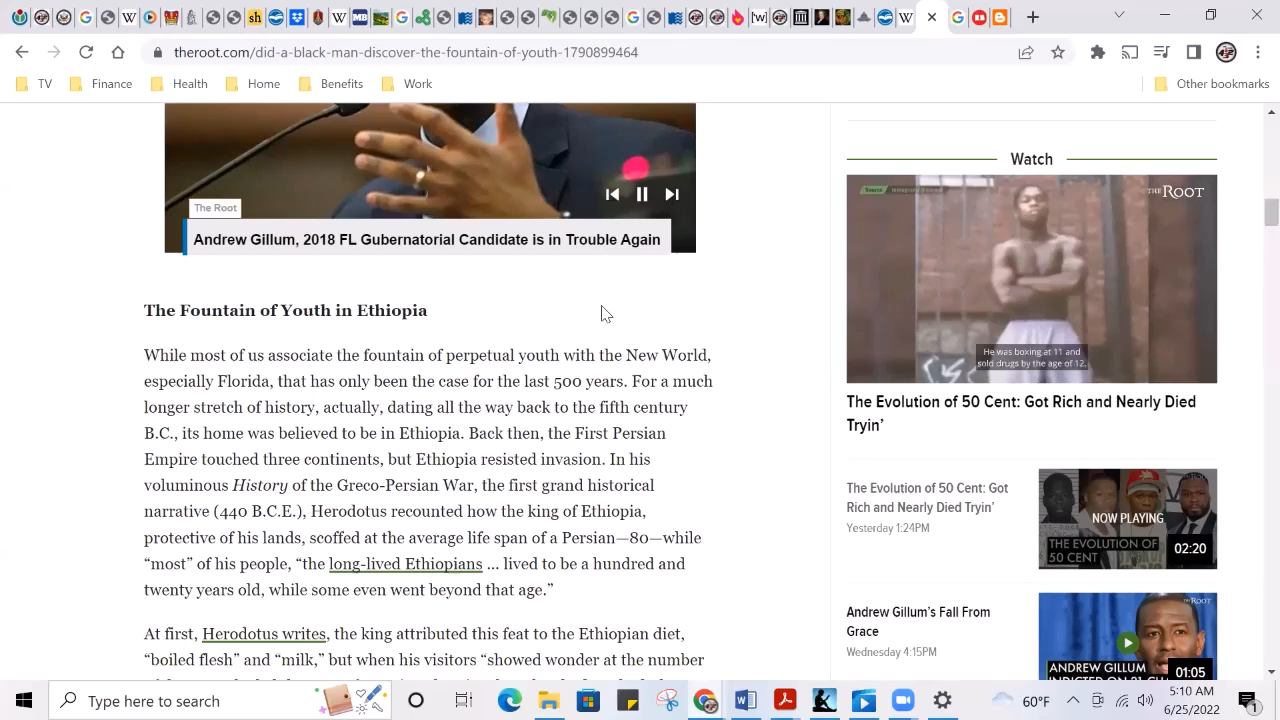 theroot.com/did-a-black-man-discover-the-fountain-of-youth-1790899464
TV
Finance
Health
Home
Benefits
Work
Other bookmarks
The Root
Andrew Gillum, 2018 FL Gubernatorial Candidate is in Trouble Again
The Fountain of Youth in Ethiopia
While most of us associate the fountain of perpetual youth with the New World,
especially Florida, that has only been the case for the last 500 years. For a much
longer stretch of history, actually, dating all the way back to the fifth century
B.C., its home was believed to be in Ethiopia. Back then, the First Persian
Empire touched three continents, but Ethiopia resisted invasion. In his
voluminous History of the Greco-Persian War, the first grand historical
narrative (440 B.C.E.), Herodotus recounted how the king of Ethiopia,
protective of his lands, scoffed at the average life span of a Persian—80—while
“most” of his people, “the long-lived Ethiopians ... lived to be a hundred and
twenty years old, while some even went beyond that age.”
At first, Herodotus writes, the king attributed this feat to the Ethiopian diet,
“boiled flesh” and “milk,” but when his visitors “showed wonder at the number
Watch
THE ROOT
He was boxing at 11 and
sold drugs by the age of 12.
The Evolution of 50 Cent: Got Rich and Nearly Died
Tryin’
The Evolution of 50 Cent: Got
Rich and Nearly Died Tryin’
Yesterday 1:24PM
NOW PLAYING
THE EVOLUTION OF
50 CENT
02:20
Andrew Gillum’s Fall From
Grace
Wednesday 4:15PM
THE ROOT
ANDREW GILLUM
01:05
Type here to search
60°F
5:10 AM
6/25/2022